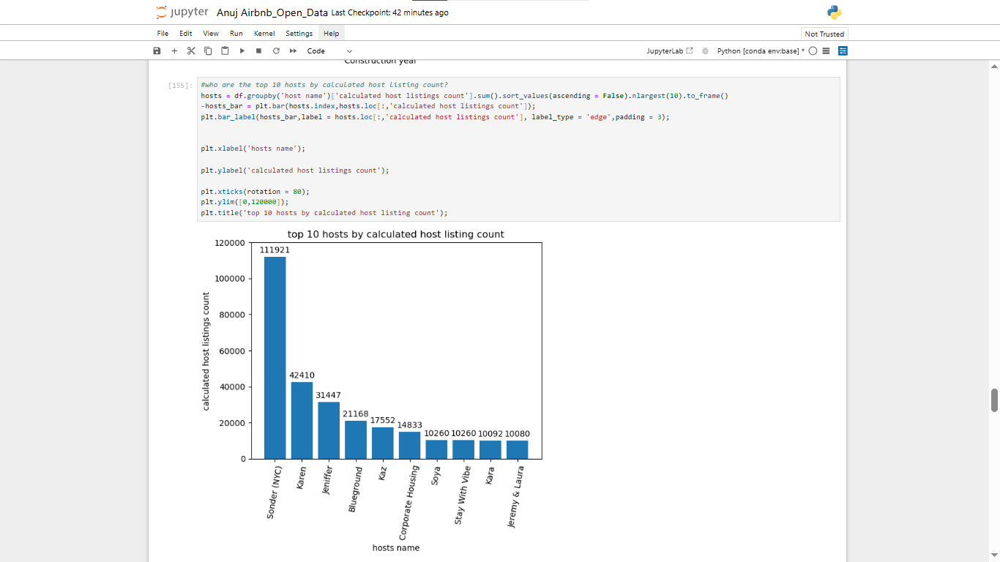 jupyter Anuj Airbnb_Open_Data Last Checkpoint: 42 minutes ago
File Edit View Run Kernel Settings Help
Not Trusted
Code
JupyterLab
Python [conda env:base] *
Construction year
[155]:
#who are the top 10 hosts by calculated host listing count?
hosts = df.groupby('host name')['calculated host listings count'].sum().sort_values(ascending = False).nlargest(10).to_frame()
-hosts_bar = plt.bar(hosts.index,hosts.loc[:,'calculated host listings count']);
plt.bar_label(hosts_bar,label = hosts.loc[:,'calculated host listings count'], label_type = 'edge',padding = 3);
plt.xlabel('hosts name');
plt.ylabel('calculated host listings count');
plt.xticks(rotation = 80);
plt.ylim([0,120000]);
plt.title('top 10 hosts by calculated host listing count');
top 10 hosts by calculated host listing count
calculated host listings count
120000
100000
80000
60000
40000
20000
0
111921
42410
31447
21168
17552
14833
10260
10260
10092
10080
Sonder (NYC)
Karen
Jeniffer
Blueground
Kaz
Corporate Housing
Soya
Stay With Vibe
Kara
Jeremy & Laura
hosts name